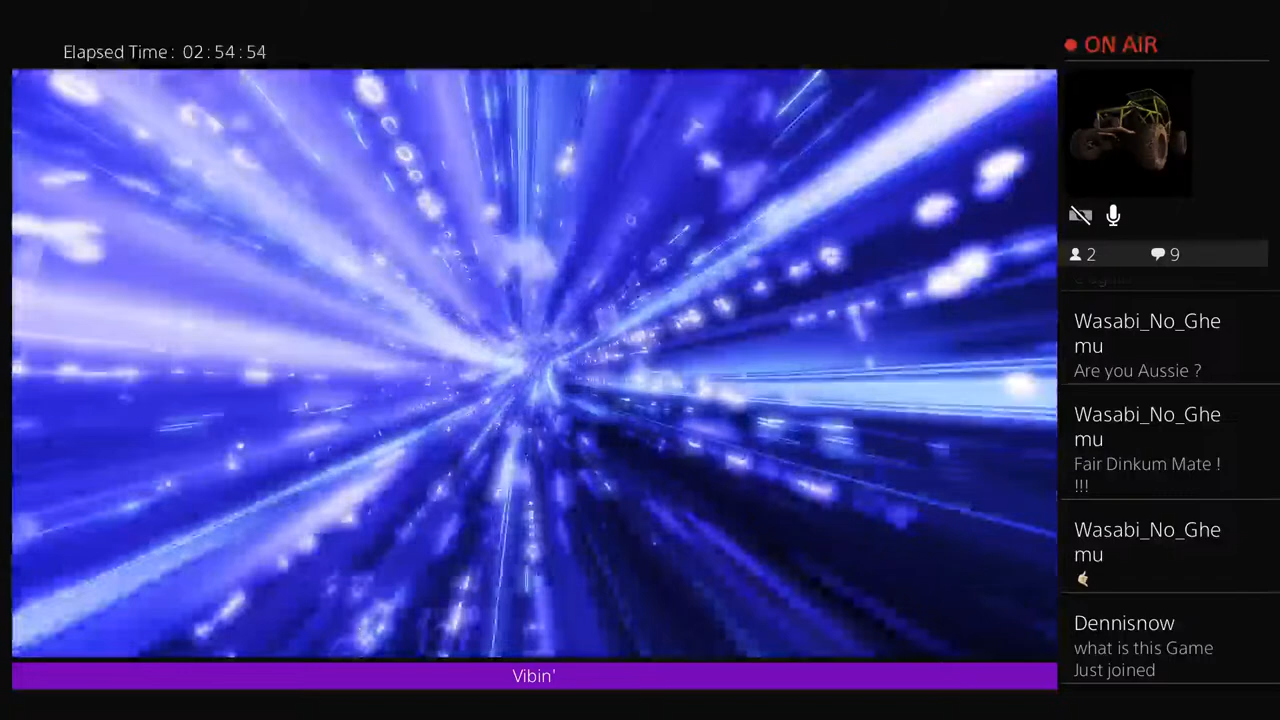 Elapsed Time: 02:54:54
ON AIR
2 9
Wasabi_No_Ghe
mu
Are you Aussie ?
Wasabi_No_Ghe
mu
Fair Dinkum Mate !
!!!
Wasabi_No_Ghe
mu
Dennisnow
what is this Game
Just joined
Vibin'